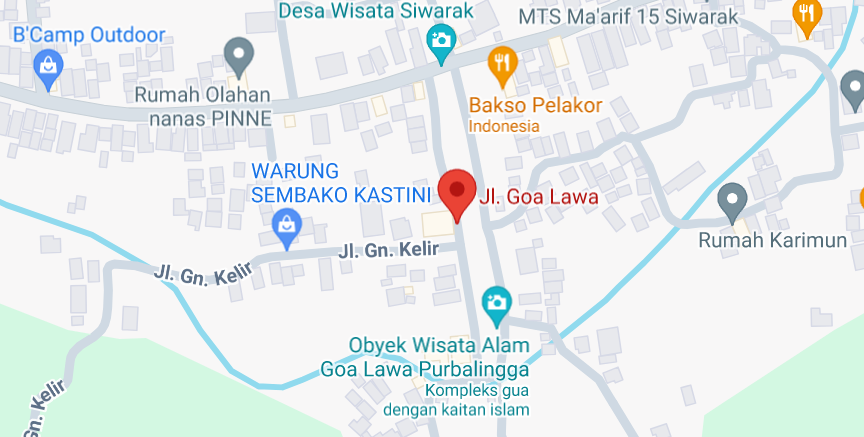 Desa Wisata Siwarak
MTS Ma'arif 15 Siwarak
B'Camp Outdoor
Rumah Olahan
nanas PINNE
Bakso Pelakor
Indonesia
WARUNG
SEMBAKO KASTINI
Jl. Goa Lawa
Rumah Karimun
Jl. Gn. Kelir
Jl. Gn. Kelir
Obyek Wisata Alam
Goa Lawa Purbalingga
Kompleks gua
dengan kaitan islam
Gn. Kelir